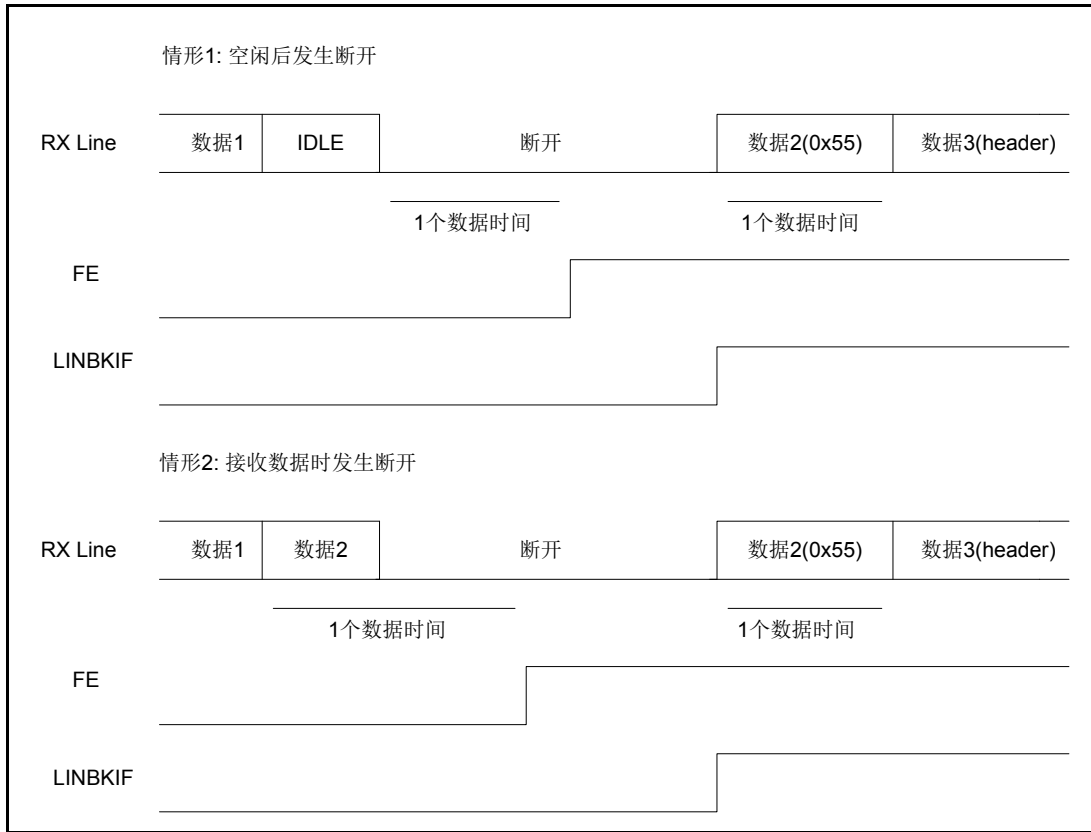 情形1: 空闲后发生断开
RX Line 数据1 IDLE 断开 数据2(0x55) 数据3(header)
1个数据时间 1个数据时间
FE
LINBKIF
情形2: 接收数据时发生断开
RX Line 数据1 数据2 断开 数据2(0x55) 数据3(header)
1个数据时间 1个数据时间
FE
LINBKIF